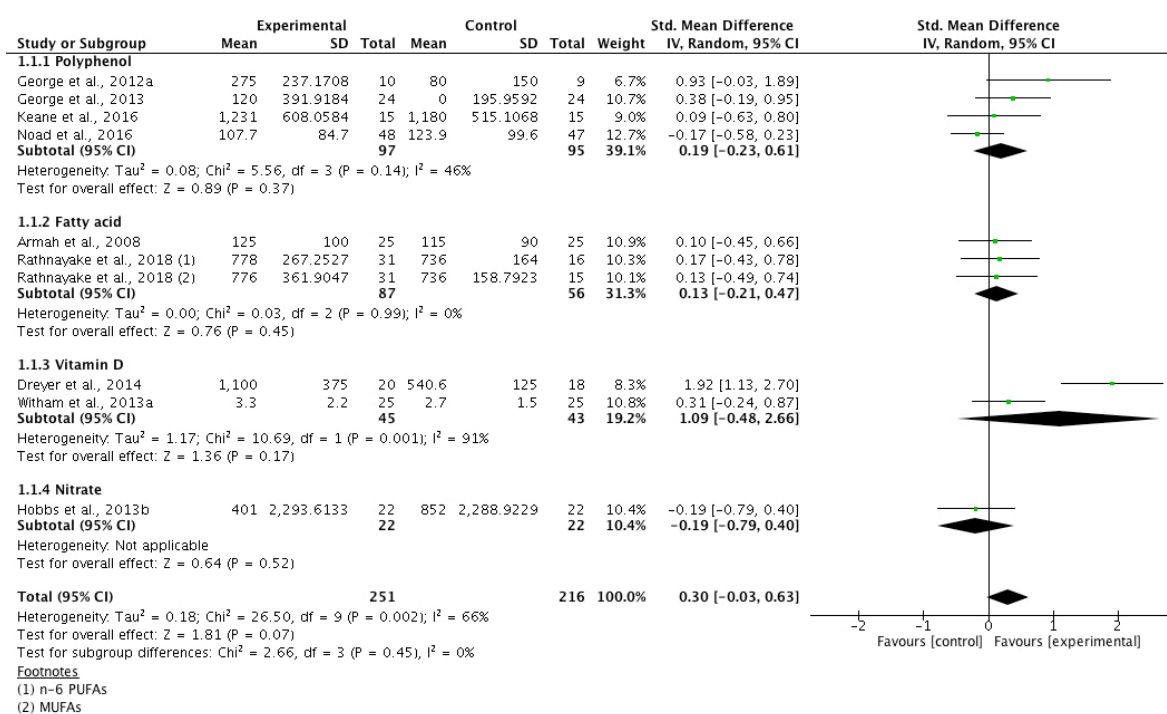 Experimental Control Std. Mean Difference Std. Mean Difference
Study or Subgroup Mean SD Total Mean SD Total Weight IV, Random, 95% CI IV, Random, 95% CI
1.1.1 Polyphenol
George et al., 2012a 275 237.1708 10 80 150 9 6.7% 0.93 [-0.03, 1.89]
George et al., 2013 120 391.9184 24 0 195.9592 24 10.7% 0.38 [-0.19, 0.95]
Keane et al., 2016 1,231 608.0584 15 1,180 515.1068 15 9.0% 0.09 [-0.63, 0.80]
Noad et al., 2016 107.7 84.7 48 123.9 99.6 47 12.7% -0.17 [-0.58, 0.23]
Subtotal (95% CI) 97 95 39.1% 0.19 [-0.23, 0.61]
Heterogeneity: Tau² = 0.08; Chi² = 5.56, df = 3 (P = 0.14); I² = 46%
Test for overall effect: Z = 0.89 (P = 0.37)
1.1.2 Fatty acid
Armah et al., 2008 125 100 25 115 90 25 10.9% 0.10 [-0.45, 0.66]
Rathnayake et al., 2018 (1) 778 267.2527 31 736 164 16 10.3% 0.17 [-0.43, 0.78]
Rathnayake et al., 2018 (2) 776 361.9047 31 736 158.7923 15 10.1% 0.13 [-0.49, 0.74]
Subtotal (95% CI) 87 56 31.3% 0.13 [-0.21, 0.47]
Heterogeneity: Tau² = 0.00; Chi² = 0.03, df = 2 (P = 0.99); I² = 0%
Test for overall effect: Z = 0.76 (P = 0.45)
1.1.3 Vitamin D
Dreyer et al., 2014 1,100 375 20 540.6 125 18 8.3% 1.92 [1.13, 2.70]
Witham et al., 2013a 3.3 2.2 25 2.7 1.5 25 10.8% 0.31 [-0.24, 0.87]
Subtotal (95% CI) 45 43 19.2% 1.09 [-0.48, 2.66]
Heterogeneity: Tau² = 1.17; Chi² = 10.69, df = 1 (P = 0.001); I² = 91%
Test for overall effect: Z = 1.36 (P = 0.17)
1.1.4 Nitrate
Hobbs et al., 2013b 401 2,293.6133 22 852 2,288.9229 22 10.4% -0.19 [-0.79, 0.40]
Subtotal (95% CI) 22 22 10.4% -0.19 [-0.79, 0.40]
Heterogeneity: Not applicable
Test for overall effect: Z = 0.64 (P = 0.52)
Total (95% CI) 251 216 100.0% 0.30 [-0.03, 0.63]
Heterogeneity: Tau² = 0.18; Chi² = 26.50, df = 9 (P = 0.002); I² = 66%
Test for overall effect: Z = 1.81 (P = 0.07)
Test for subgroup differences: Chi² = 2.66, df = 3 (P = 0.45), I² = 0%
-2 -1 0 1 2
Favours [control] Favours [experimental]
Footnotes
(1) n-6 PUFAs
(2) MUFAs